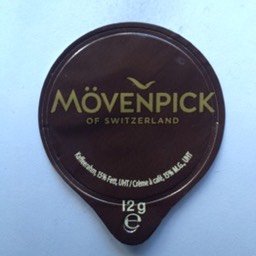 MÖVENPICK
OF SWITZERLAND
Kaffeerahm, 15% Fett, UHT / Crème à café, 15% M.G., UHT
12g
e